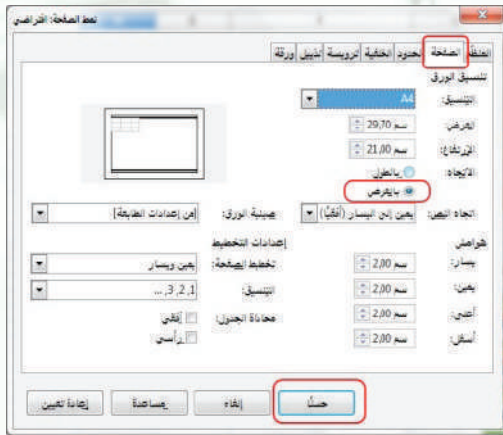 نمط الصفحة: افتراضي
المنظم الصفحة الحدود الخلفية ترويسة تذييل ورقة
تنسيق الورق
التنسيق: A4
العرض: 29,70 سم
الارتفاع: 21,00 سم
الاتجاه: بالطول
بالعرض
اتجاه النص: يمين إلى اليسار (أفقيًا) صينية الورق: [من إعدادات الطابعة]
هوامش إعدادات التخطيط
يسار: 2,00 سم تخطيط الصفحة: يمين ويسار
يمين: 2,00 سم التنسيق: 1, 2, 3, ...
أعلى: 2,00 سم محاذاة الجدول: أفقي
أسفل: 2,00 سم رأسي
حسنًا إلغاء مساعدة إعادة تعيين